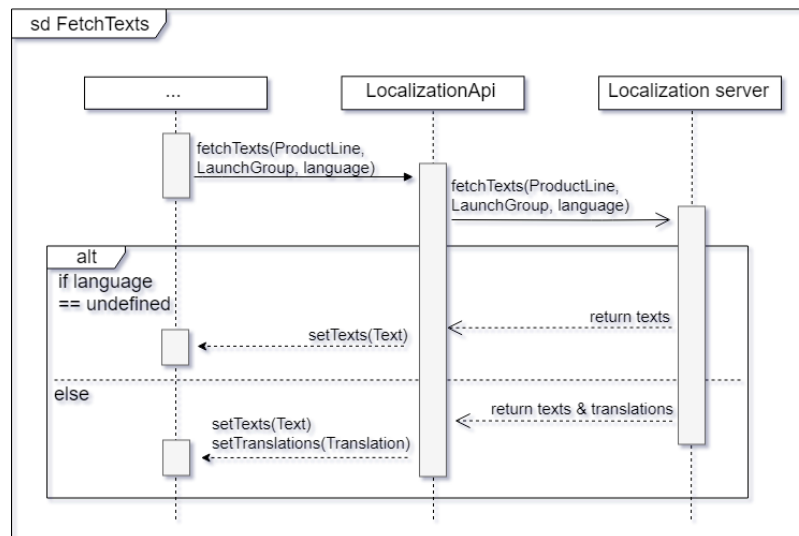 sd FetchTexts
...
LocalizationApi
Localization server
fetchTexts(ProductLine,
LaunchGroup, language)
fetchTexts(ProductLine,
LaunchGroup, language)
alt
if language
== undefined
return texts
setTexts(Text)
else
return texts & translations
setTexts(Text)
setTranslations(Translation)